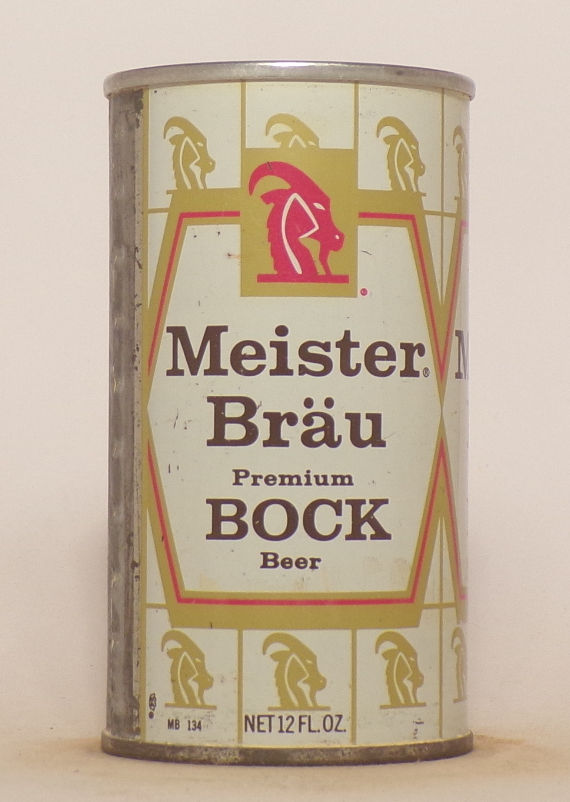 Meister®
Bräu
Premium
BOCK
Beer
MB 134
NET 12 FL. OZ.